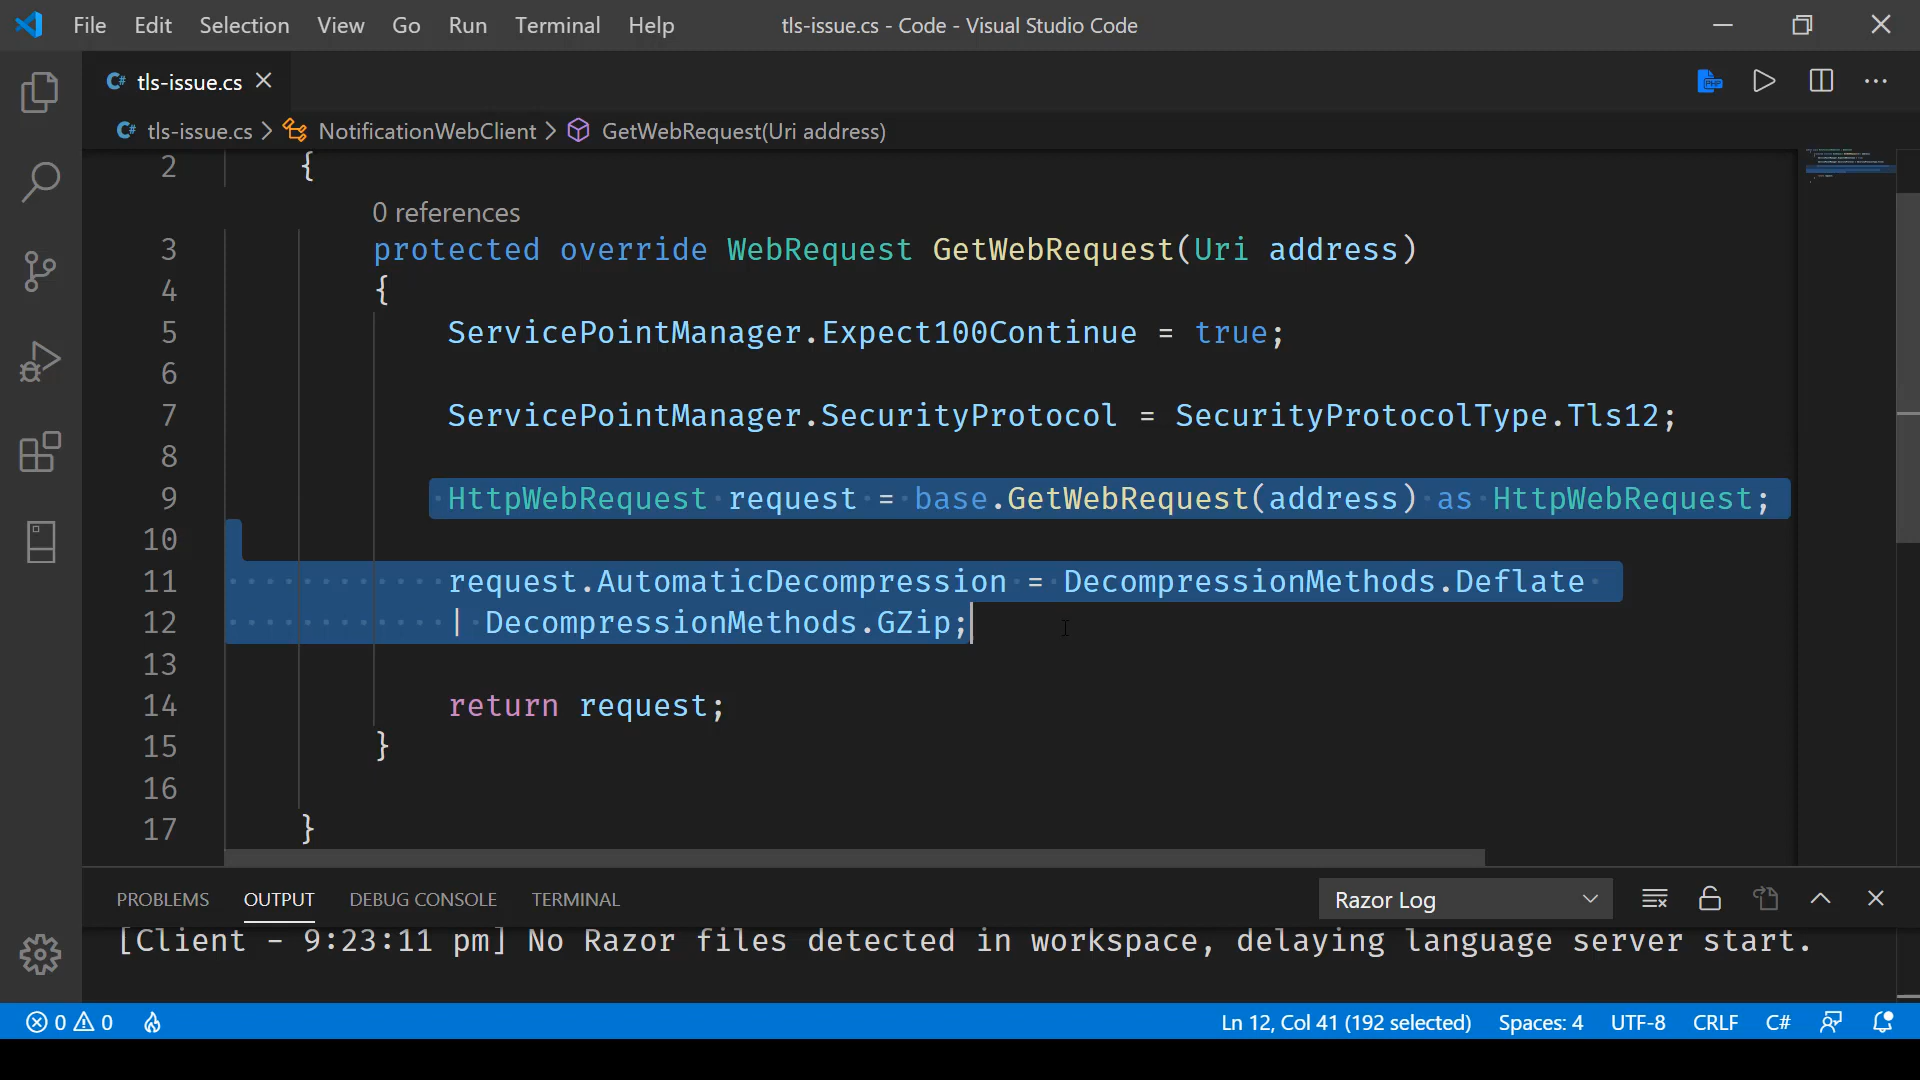 File Edit Selection View Go Run Terminal Help tls-issue.cs - Code - Visual Studio Code
C# tls-issue.cs
C# tls-issue.cs > NotificationWebClient > GetWebRequest(Uri address)
2 {
0 references
3 protected override WebRequest GetWebRequest(Uri address)
4 {
5 ServicePointManager.Expect100Continue = true;
6
7 ServicePointManager.SecurityProtocol = SecurityProtocolType.Tls12;
8
9 HttpWebRequest request = base.GetWebRequest(address) as HttpWebRequest;
10
11 request.AutomaticDecompression = DecompressionMethods.Deflate
12 | DecompressionMethods.GZip;
13
14 return request;
15 }
16
17 }
PROBLEMS OUTPUT DEBUG CONSOLE TERMINAL Razor Log
[Client - 9:23:11 pm] No Razor files detected in workspace, delaying language server start.
0 0 Ln 12, Col 41 (192 selected) Spaces: 4 UTF-8 CRLF C#